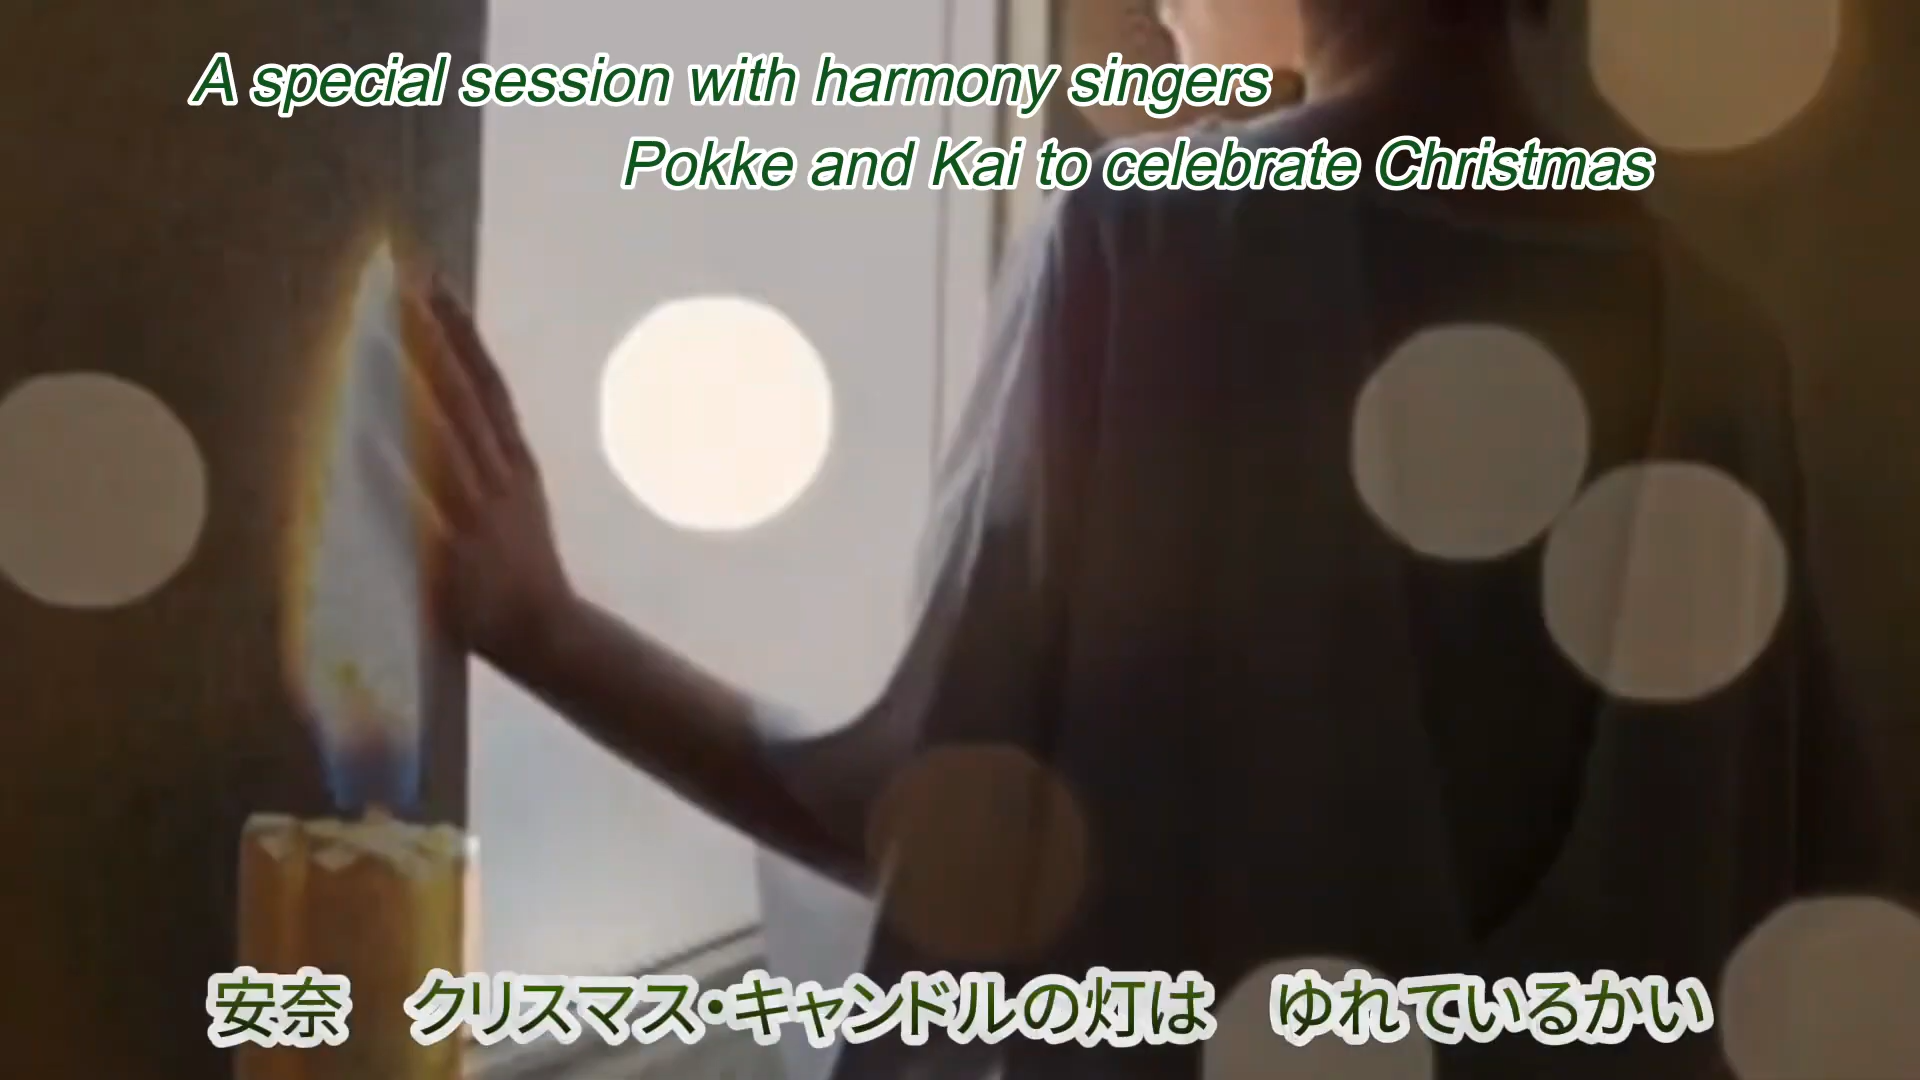 A special session with harmony singers
Pokke and Kai to celebrate Christmas
安奈　クリスマス・キャンドルの灯は　ゆれているかい